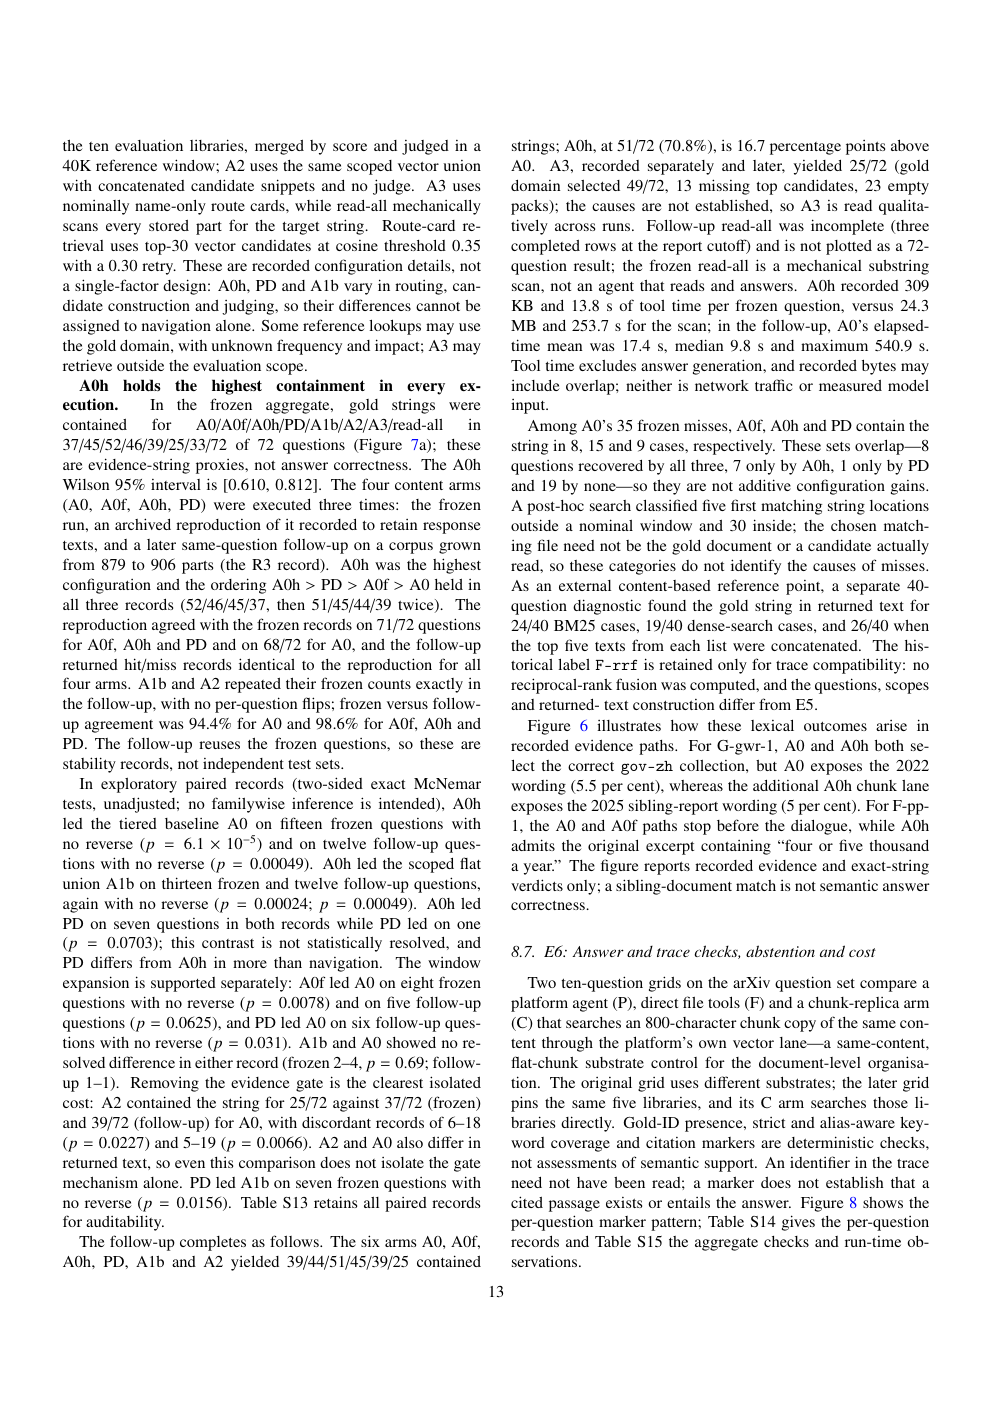 the ten evaluation libraries, merged by score and judged in a
40K reference window; A2 uses the same scoped vector union
with concatenated candidate snippets and no judge. A3 uses
nominally name-only route cards, while read-all mechanically
scans every stored part for the target string. Route-card re-
trieval uses top-30 vector candidates at cosine threshold 0.35
with a 0.30 retry. These are recorded configuration details, not
a single-factor design: A0h, PD and A1b vary in routing, can-
didate construction and judging, so their differences cannot be
assigned to navigation alone. Some reference lookups may use
the gold domain, with unknown frequency and impact; A3 may
retrieve outside the evaluation scope.
A0h holds the highest containment in every ex-
ecution. In the frozen aggregate, gold strings were
contained for A0/A0f/A0h/PD/A1b/A2/A3/read-all in
37/45/52/46/39/25/33/72 of 72 questions (Figure 7a); these
are evidence-string proxies, not answer correctness. The A0h
Wilson 95% interval is [0.610, 0.812]. The four content arms
(A0, A0f, A0h, PD) were executed three times: the frozen
run, an archived reproduction of it recorded to retain response
texts, and a later same-question follow-up on a corpus grown
from 879 to 906 parts (the R3 record). A0h was the highest
configuration and the ordering A0h > PD > A0f > A0 held in
all three records (52/46/45/37, then 51/45/44/39 twice). The
reproduction agreed with the frozen records on 71/72 questions
for A0f, A0h and PD and on 68/72 for A0, and the follow-up
returned hit/miss records identical to the reproduction for all
four arms. A1b and A2 repeated their frozen counts exactly in
the follow-up, with no per-question flips; frozen versus follow-
up agreement was 94.4% for A0 and 98.6% for A0f, A0h and
PD. The follow-up reuses the frozen questions, so these are
stability records, not independent test sets.
In exploratory paired records (two-sided exact McNemar
tests, unadjusted; no familywise inference is intended), A0h
led the tiered baseline A0 on fifteen frozen questions with
no reverse (p = 6.1 × 10⁻⁵) and on twelve follow-up ques-
tions with no reverse (p = 0.00049). A0h led the scoped flat
union A1b on thirteen frozen and twelve follow-up questions,
again with no reverse (p = 0.00024; p = 0.00049). A0h led
PD on seven questions in both records while PD led on one
(p = 0.0703); this contrast is not statistically resolved, and
PD differs from A0h in more than navigation. The window
expansion is supported separately: A0f led A0 on eight frozen
questions with no reverse (p = 0.0078) and on five follow-up
questions (p = 0.0625), and PD led A0 on six follow-up ques-
tions with no reverse (p = 0.031). A1b and A0 showed no re-
solved difference in either record (frozen 2–4, p = 0.69; follow-
up 1–1). Removing the evidence gate is the clearest isolated
cost: A2 contained the string for 25/72 against 37/72 (frozen)
and 39/72 (follow-up) for A0, with discordant records of 6–18
(p = 0.0227) and 5–19 (p = 0.0066). A2 and A0 also differ in
returned text, so even this comparison does not isolate the gate
mechanism alone. PD led A1b on seven frozen questions with
no reverse (p = 0.0156). Table S13 retains all paired records
for auditability.
The follow-up completes as follows. The six arms A0, A0f,
A0h, PD, A1b and A2 yielded 39/44/51/45/39/25 contained
strings; A0h, at 51/72 (70.8%), is 16.7 percentage points above
A0. A3, recorded separately and later, yielded 25/72 (gold
domain selected 49/72, 13 missing top candidates, 23 empty
packs); the causes are not established, so A3 is read qualita-
tively across runs. Follow-up read-all was incomplete (three
completed rows at the report cutoff) and is not plotted as a 72-
question result; the frozen read-all is a mechanical substring
scan, not an agent that reads and answers. A0h recorded 309
KB and 13.8 s of tool time per frozen question, versus 24.3
MB and 253.7 s for the scan; in the follow-up, A0's elapsed-
time mean was 17.4 s, median 9.8 s and maximum 540.9 s.
Tool time excludes answer generation, and recorded bytes may
include overlap; neither is network traffic or measured model
input.
Among A0's 35 frozen misses, A0f, A0h and PD contain the
string in 8, 15 and 9 cases, respectively. These sets overlap—8
questions recovered by all three, 7 only by A0h, 1 only by PD
and 19 by none—so they are not additive configuration gains.
A post-hoc search classified five first matching string locations
outside a nominal window and 30 inside; the chosen match-
ing file need not be the gold document or a candidate actually
read, so these categories do not identify the causes of misses.
As an external content-based reference point, a separate 40-
question diagnostic found the gold string in returned text for
24/40 BM25 cases, 19/40 dense-search cases, and 26/40 when
the top five texts from each list were concatenated. The his-
torical label F-rrf is retained only for trace compatibility: no
reciprocal-rank fusion was computed, and the questions, scopes
and returned- text construction differ from E5.
Figure 6 illustrates how these lexical outcomes arise in
recorded evidence paths. For G-gwr-1, A0 and A0h both se-
lect the correct gov-zh collection, but A0 exposes the 2022
wording (5.5 per cent), whereas the additional A0h chunk lane
exposes the 2025 sibling-report wording (5 per cent). For F-pp-
1, the A0 and A0f paths stop before the dialogue, while A0h
admits the original excerpt containing “four or five thousand
a year.” The figure reports recorded evidence and exact-string
verdicts only; a sibling-document match is not semantic answer
correctness.
8.7. E6: Answer and trace checks, abstention and cost
Two ten-question grids on the arXiv question set compare a
platform agent (P), direct file tools (F) and a chunk-replica arm
(C) that searches an 800-character chunk copy of the same con-
tent through the platform's own vector lane—a same-content,
flat-chunk substrate control for the document-level organisa-
tion. The original grid uses different substrates; the later grid
pins the same five libraries, and its C arm searches those li-
braries directly. Gold-ID presence, strict and alias-aware key-
word coverage and citation markers are deterministic checks,
not assessments of semantic support. An identifier in the trace
need not have been read; a marker does not establish that a
cited passage exists or entails the answer. Figure 8 shows the
per-question marker pattern; Table S14 gives the per-question
records and Table S15 the aggregate checks and run-time ob-
servations.
13